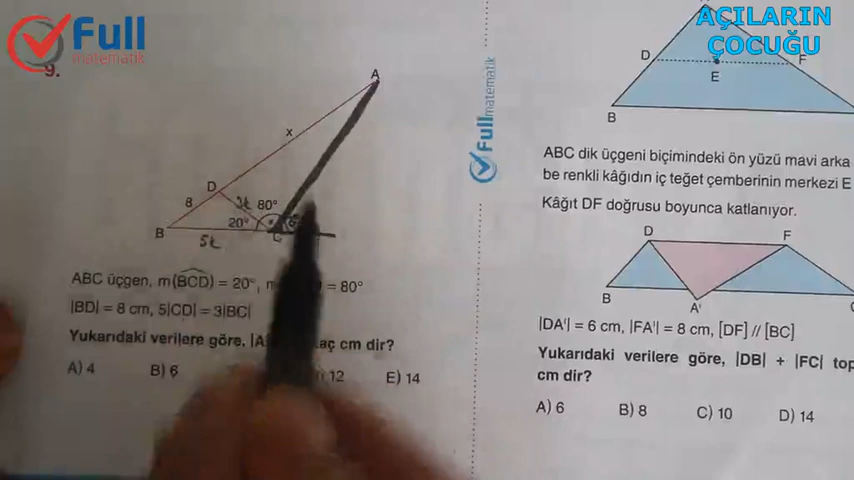 Full
matematik
9.
A
x
D
8
3k
80°
20°
B
5k
C
ABC üçgen, m(BCD) = 20°, = 80°
|BD| = 8 cm, 5|CD| = 3|BC|
Yukarıdaki verilere göre, kaç cm dir?
A) 4
B) 6
12
E) 14
Full matematik
AÇILARIN
ÇOCUĞU
D
F
E
B
ABC dik üçgeni biçimindeki ön yüzü mavi arka
be renkli kâğıdın iç teğet çemberinin merkezi E
Kâğıt DF doğrusu boyunca katlanıyor.
D
F
B
A'
|DA'| = 6 cm, |FA'| = 8 cm, [DF] // [BC]
Yukarıdaki verilere göre, |DB| + |FC| top
cm dir?
A) 6
B) 8
C) 10
D) 14